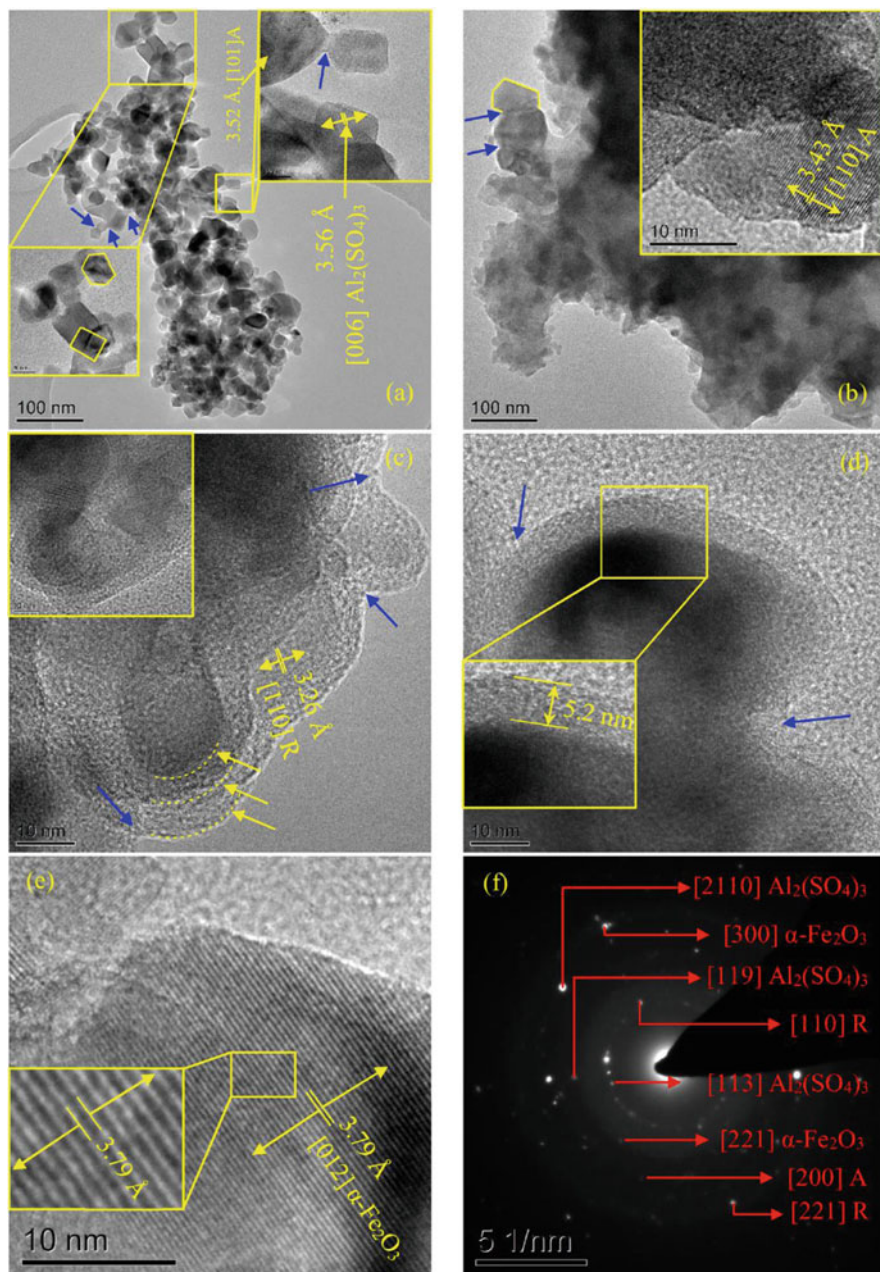 3.52 Å, [101]A
3.56 Å
[006] Al₂(SO₄)₃
(a)
100 nm
3.43 Å
[110] A
10 nm
(b)
100 nm
(c)
3.26 Å
[110] R
10 nm
(d)
5.2 nm
10 nm
(e)
3.79 Å
3.79 Å
[012] α-Fe₂O₃
10 nm
(f)
[2110] Al₂(SO₄)₃
[300] α-Fe₂O₃
[119] Al₂(SO₄)₃
[110] R
[113] Al₂(SO₄)₃
[221] α-Fe₂O₃
[200] A
[221] R
5 1/nm